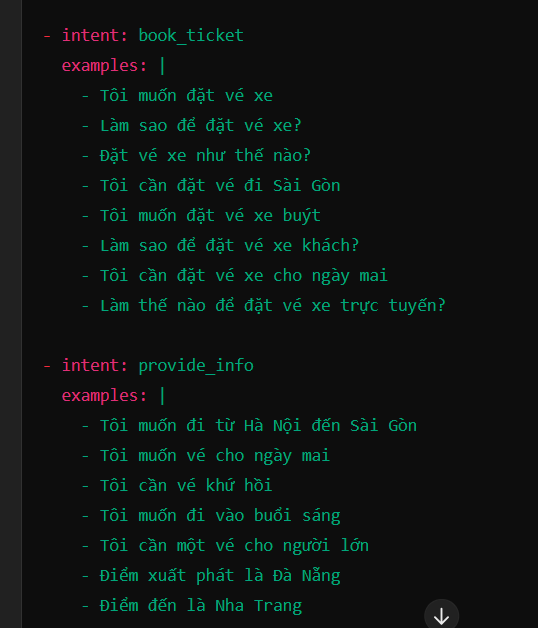 - intent: book_ticket
examples: |
- Tôi muốn đặt vé xe
- Làm sao để đặt vé xe?
- Đặt vé xe như thế nào?
- Tôi cần đặt vé đi Sài Gòn
- Tôi muốn đặt vé xe buýt
- Làm sao để đặt vé xe khách?
- Tôi cần đặt vé xe cho ngày mai
- Làm thế nào để đặt vé xe trực tuyến?
- intent: provide_info
examples: |
- Tôi muốn đi từ Hà Nội đến Sài Gòn
- Tôi muốn vé cho ngày mai
- Tôi cần vé khứ hồi
- Tôi muốn đi vào buổi sáng
- Tôi cần một vé cho người lớn
- Điểm xuất phát là Đà Nẵng
- Điểm đến là Nha Trang